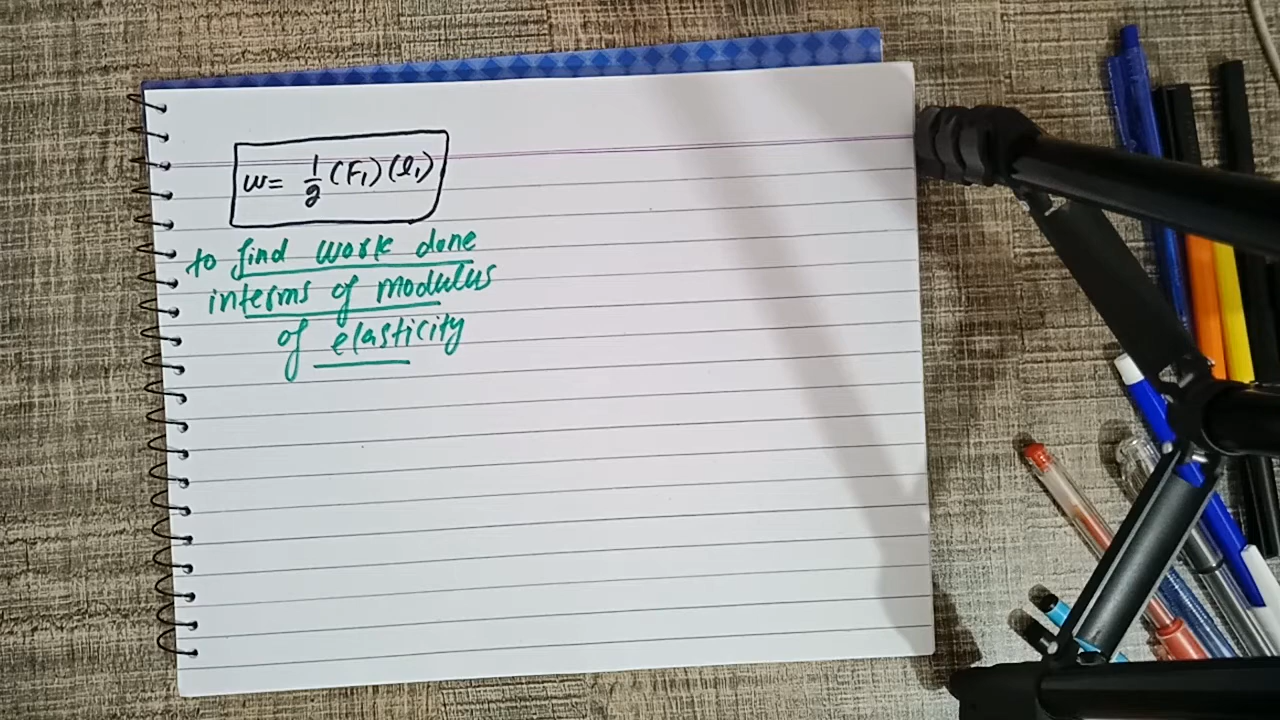 W = 1/2 (F₁) (l₁)
to find work done
interms of modulus
of elasticity